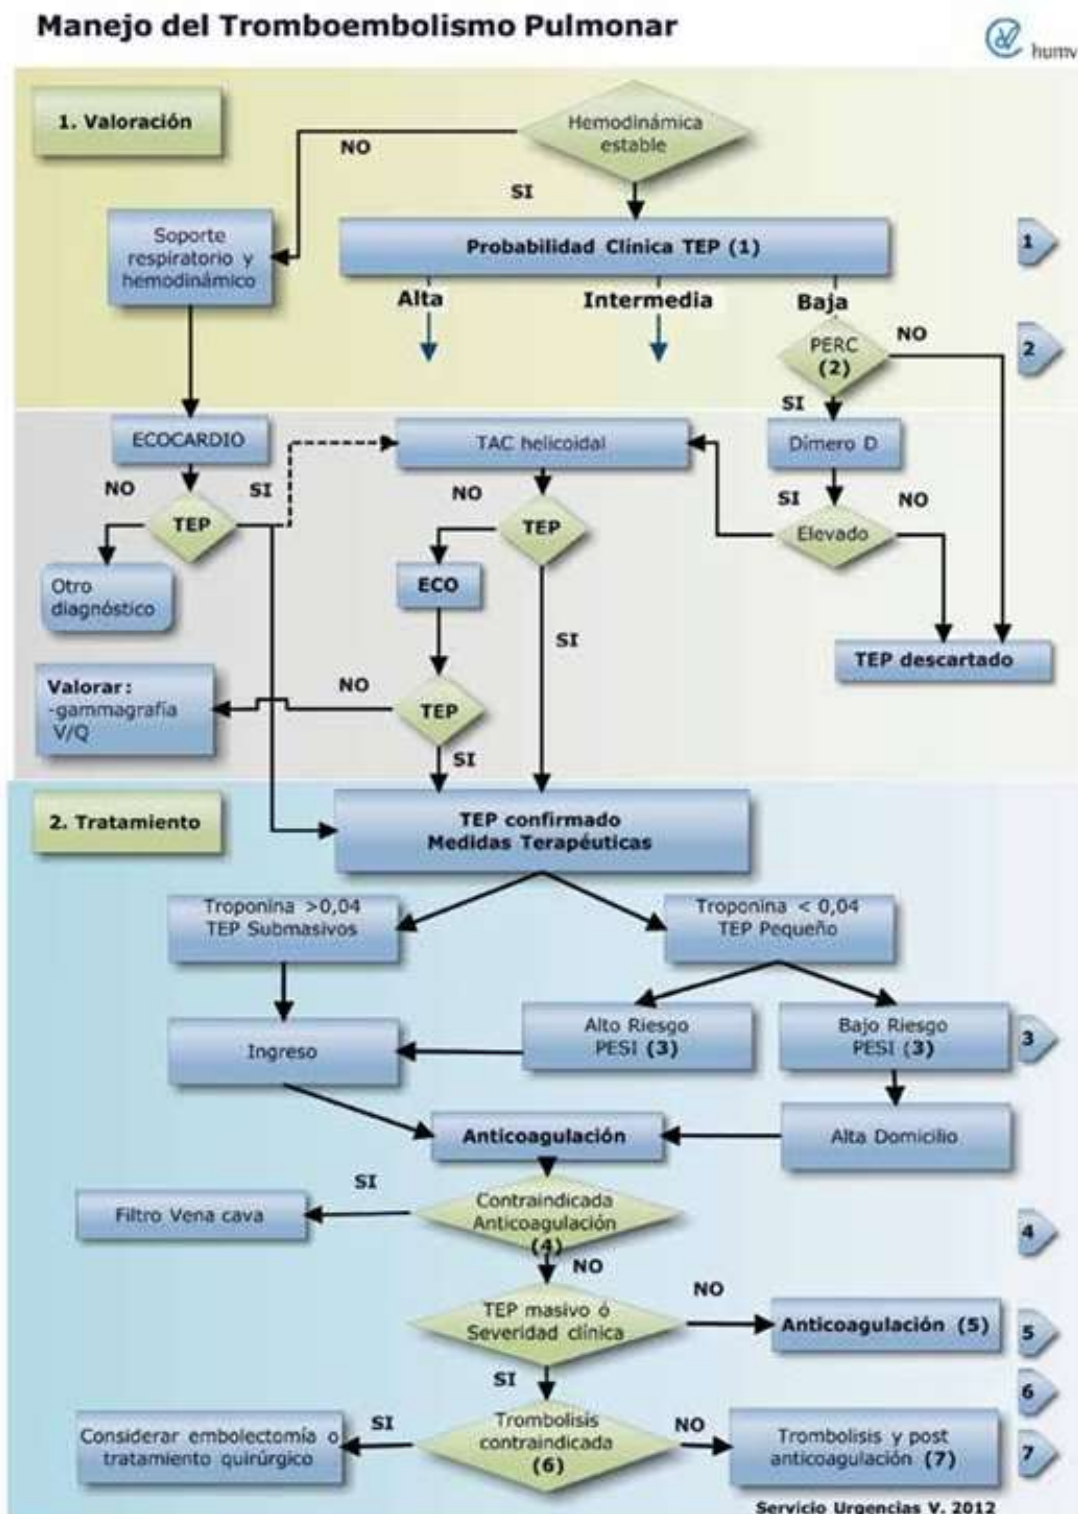 Manejo del Tromboembolismo Pulmonar
humv
1. Valoración
Hemodinámica
estable
NO
SI
Soporte
respiratorio y
hemodinámico
Probabilidad Clínica TEP (1)
1
Alta
Intermedia
Baja
PERC
(2)
NO
2
SI
ECOCARDIO
TAC helicoidal
Dímero D
NO
SI
TEP
NO
TEP
SI
NO
Elevado
Otro
diagnóstico
ECO
SI
TEP descartado
Valorar:
-gammagrafía
V/Q
NO
TEP
SI
2. Tratamiento
TEP confirmado
Medidas Terapéuticas
Troponina >0,04
TEP Submasivos
Troponina < 0,04
TEP Pequeño
Ingreso
Alto Riesgo
PESI (3)
Bajo Riesgo
PESI (3)
3
Anticoagulación
Alta Domicilio
SI
Filtro Vena cava
Contraindicada
Anticoagulación
(4)
4
NO
TEP masivo ó
Severidad clínica
NO
Anticoagulación (5)
5
SI
6
Considerar embolectomía o
tratamiento quirúrgico
SI
Trombolisis
contraindicada
(6)
NO
Trombolisis y post
anticoagulación (7)
7
Servicio Urgencias V. 2012